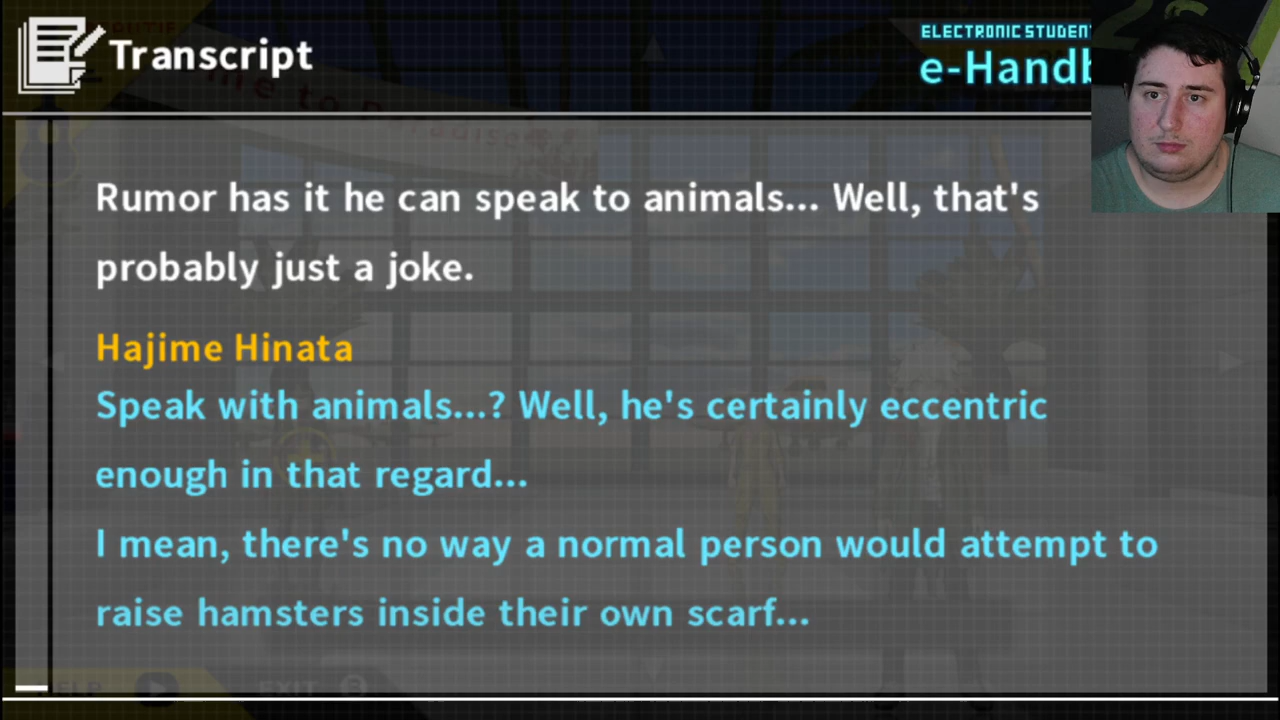 Transcript
ELECTRONIC STUDENT
e-Handb
Rumor has it he can speak to animals... Well, that's
probably just a joke.
Hajime Hinata
Speak with animals...? Well, he's certainly eccentric
enough in that regard...
I mean, there's no way a normal person would attempt to
raise hamsters inside their own scarf...
EXIT B